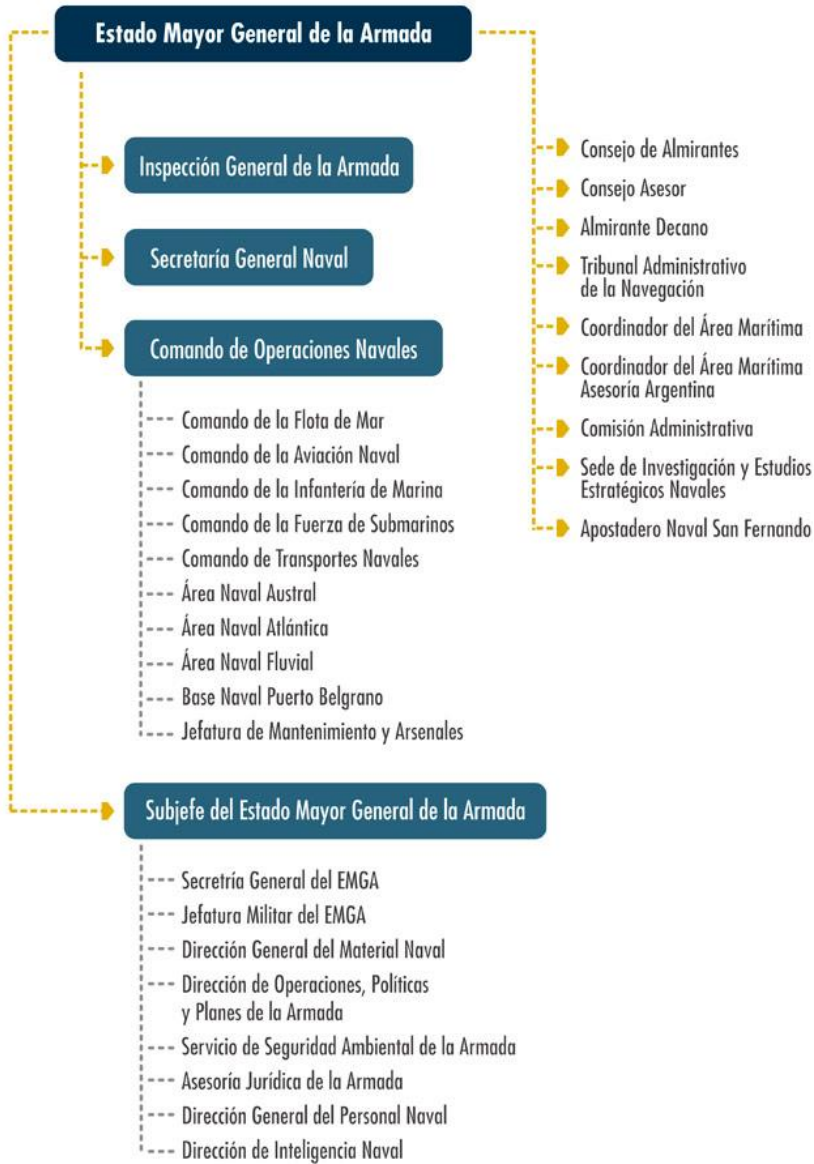 Estado Mayor General de la Armada
Inspección General de la Armada
Secretaría General Naval
Comando de Operaciones Navales
Comando de la Flota de Mar
Comando de la Aviación Naval
Comando de la Infantería de Marina
Comando de la Fuerza de Submarinos
Comando de Transportes Navales
Área Naval Austral
Área Naval Atlántica
Área Naval Fluvial
Base Naval Puerto Belgrano
Jefatura de Mantenimiento y Arsenales
Subjefe del Estado Mayor General de la Armada
Secretría General del EMGA
Jefatura Militar del EMGA
Dirección General del Material Naval
Dirección de Operaciones, Políticas
y Planes de la Armada
Servicio de Seguridad Ambiental de la Armada
Asesoría Jurídica de la Armada
Dirección General del Personal Naval
Dirección de Inteligencia Naval
Consejo de Almirantes
Consejo Asesor
Almirante Decano
Tribunal Administrativo
de la Navegación
Coordinador del Área Marítima
Coordinador del Área Marítima
Asesoría Argentina
Comisión Administrativa
Sede de Investigación y Estudios
Estratégicos Navales
Apostadero Naval San Fernando